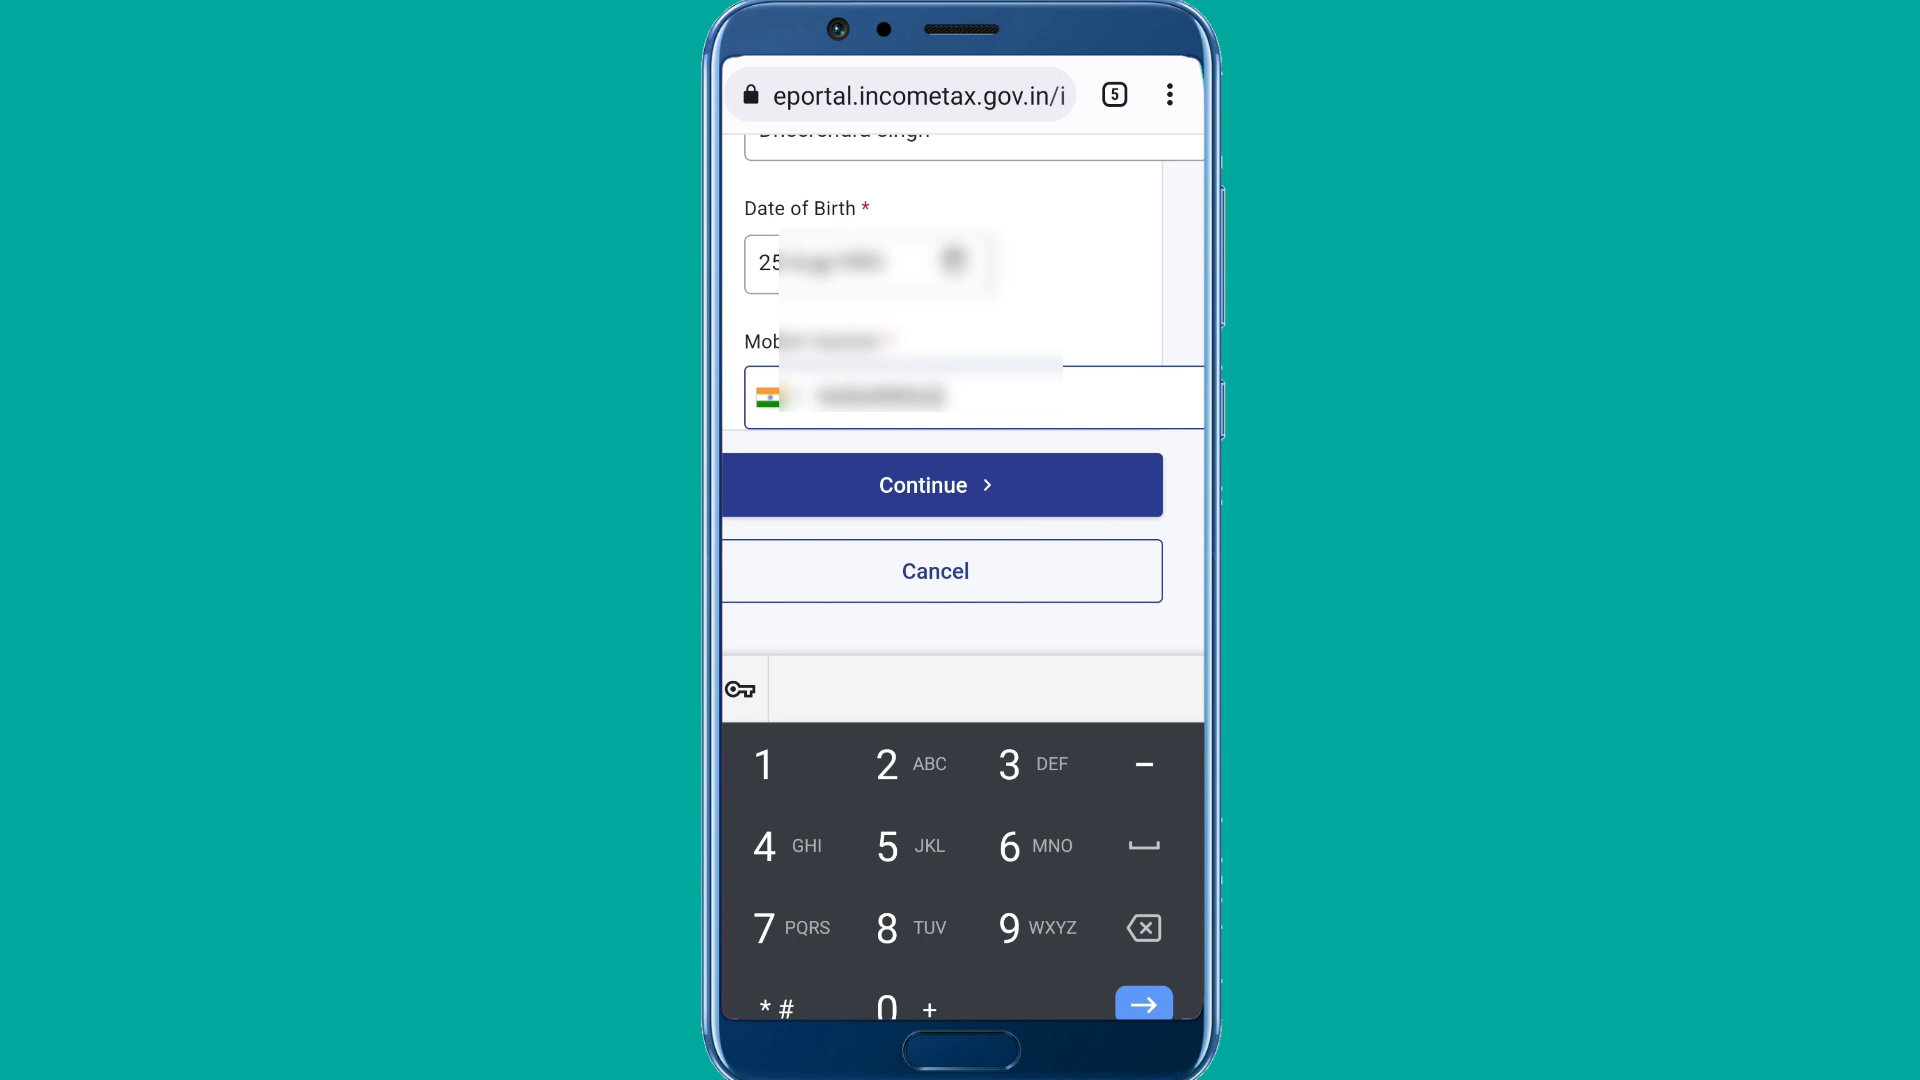 eportal.incometax.gov.in/i
5
Date of Birth *
25
Mob
Continue
Cancel
1 2 ABC 3 DEF –
4 GHI 5 JKL 6 MNO
7 PQRS 8 TUV 9 WXYZ
* # 0 +